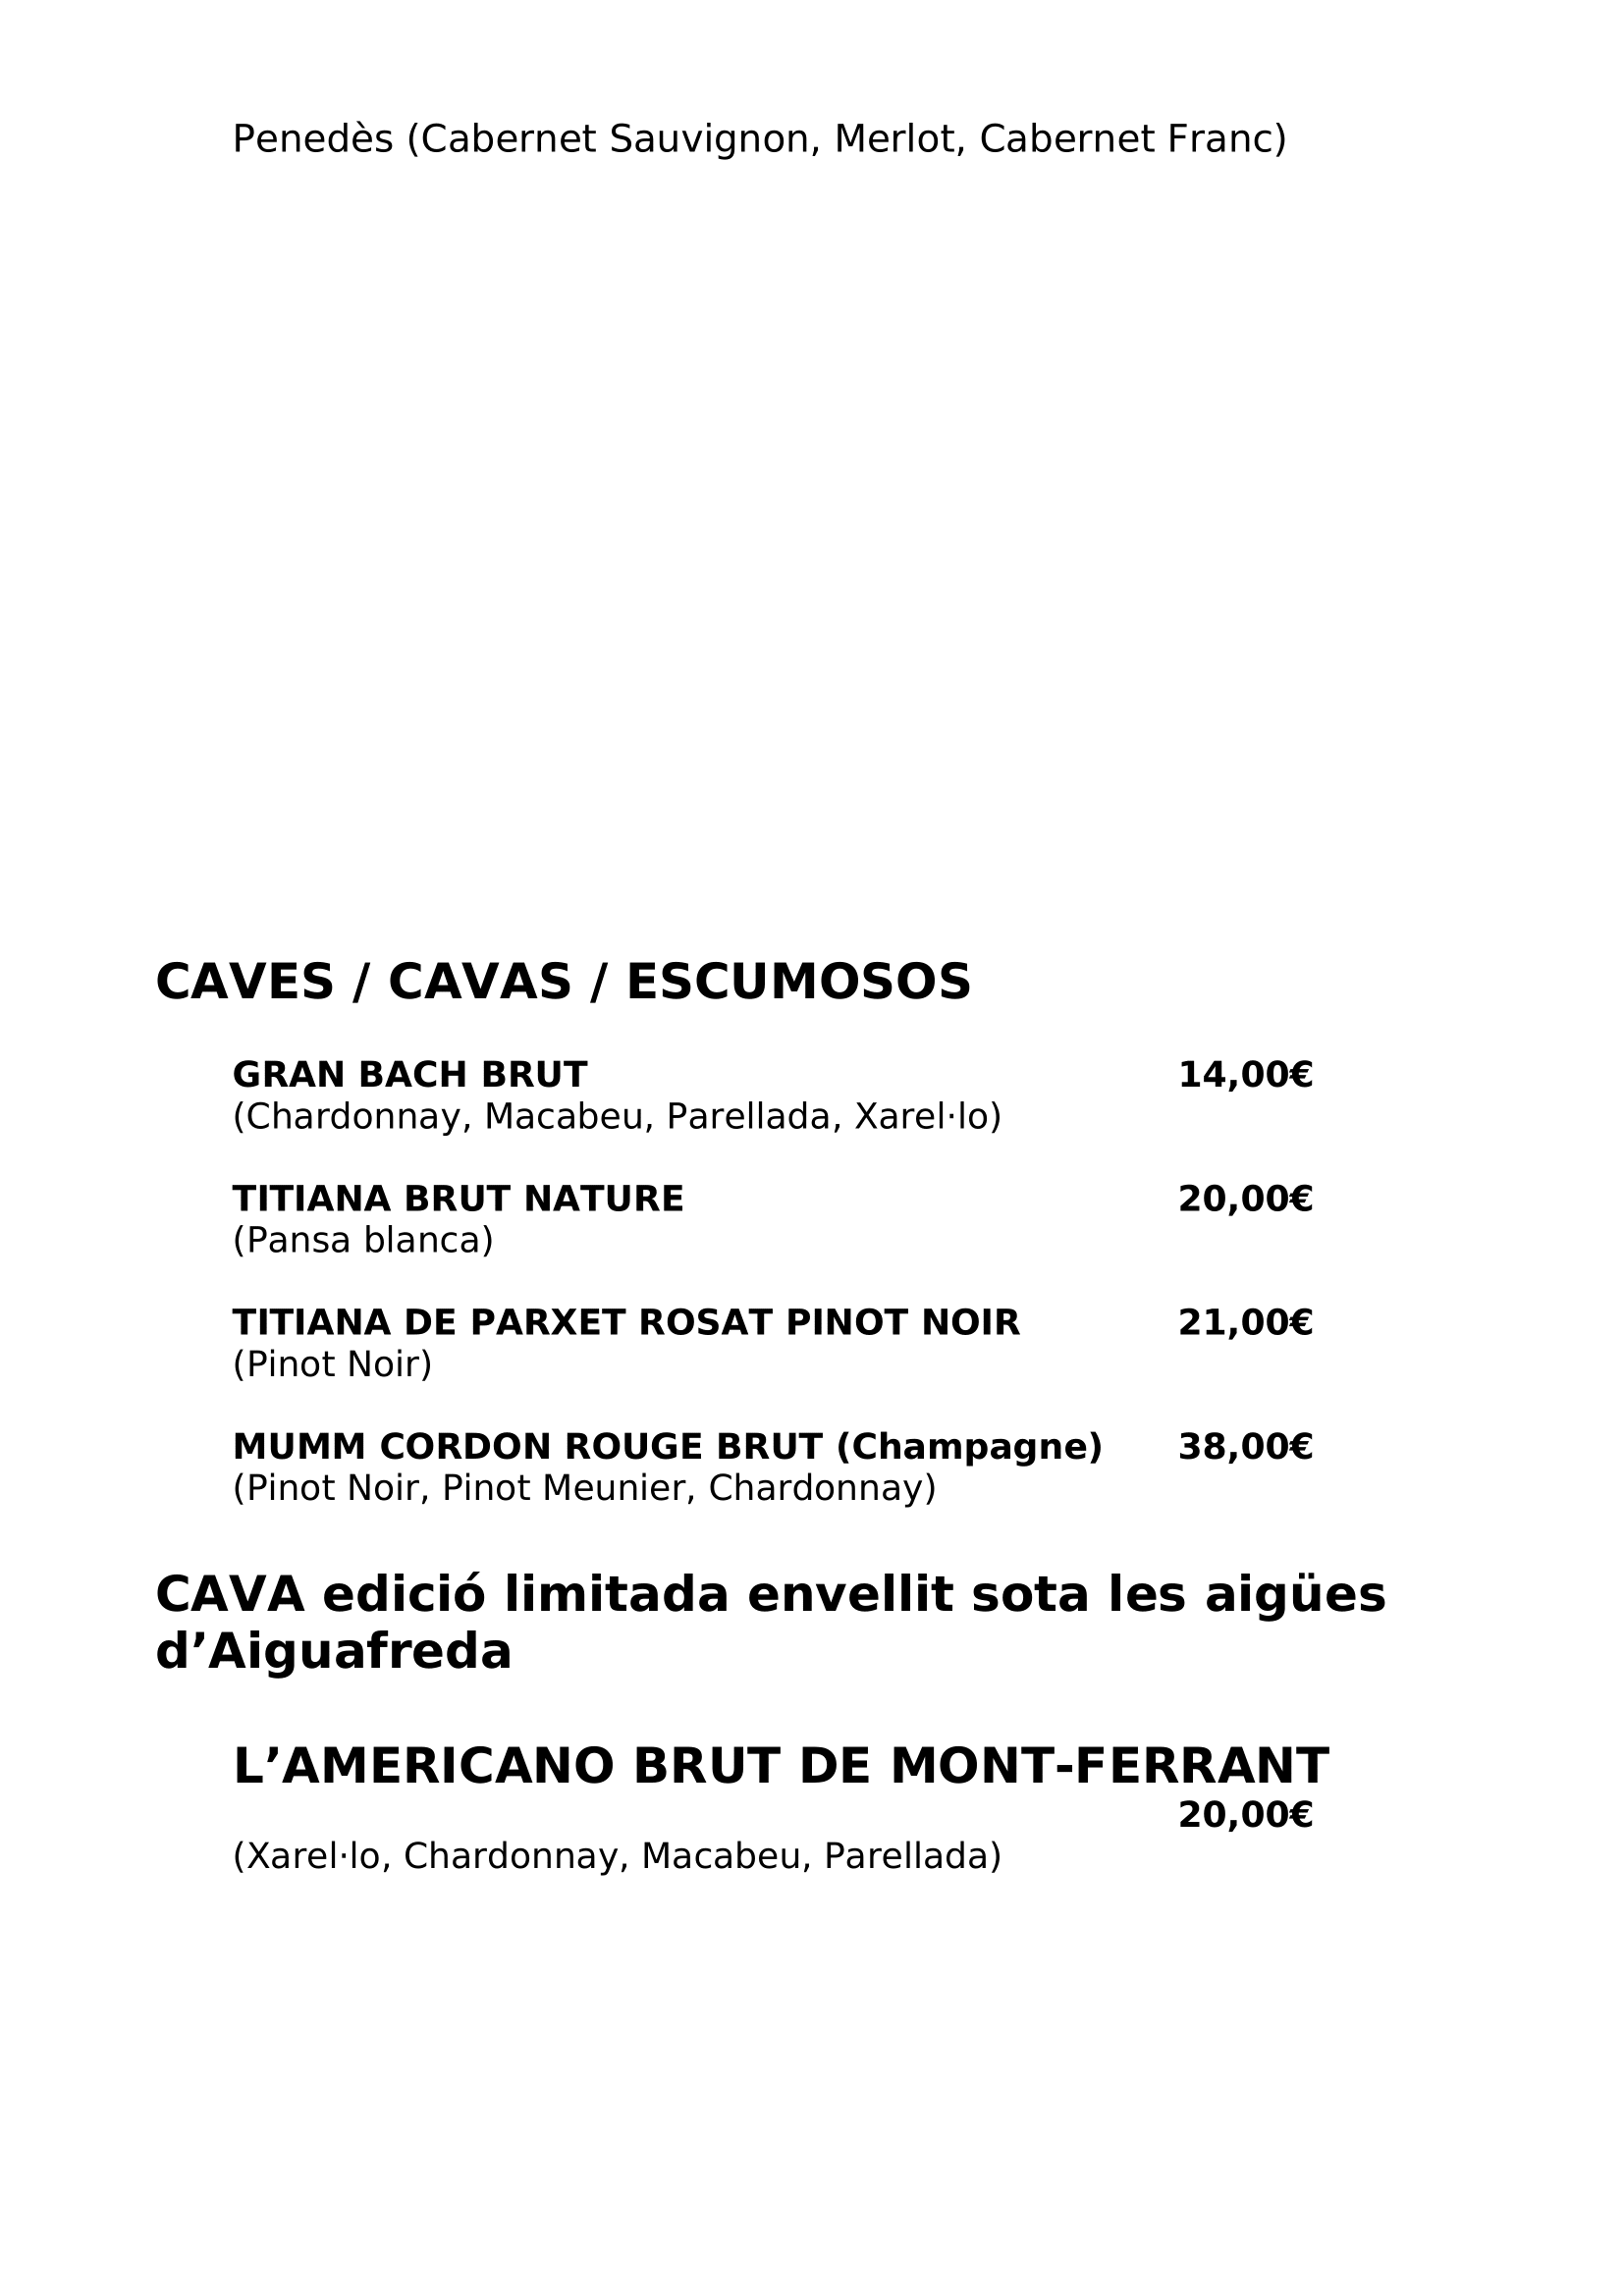 Penedès (Cabernet Sauvignon, Merlot, Cabernet Franc)
CAVES / CAVAS / ESCUMOSOS
GRAN BACH BRUT 14,00€
(Chardonnay, Macabeu, Parellada, Xarel·lo)
TITIANA BRUT NATURE 20,00€
(Pansa blanca)
TITIANA DE PARXET ROSAT PINOT NOIR 21,00€
(Pinot Noir)
MUMM CORDON ROUGE BRUT (Champagne) 38,00€
(Pinot Noir, Pinot Meunier, Chardonnay)
CAVA edició limitada envellit sota les aigües
d’Aiguafreda
L’AMERICANO BRUT DE MONT-FERRANT
20,00€
(Xarel·lo, Chardonnay, Macabeu, Parellada)